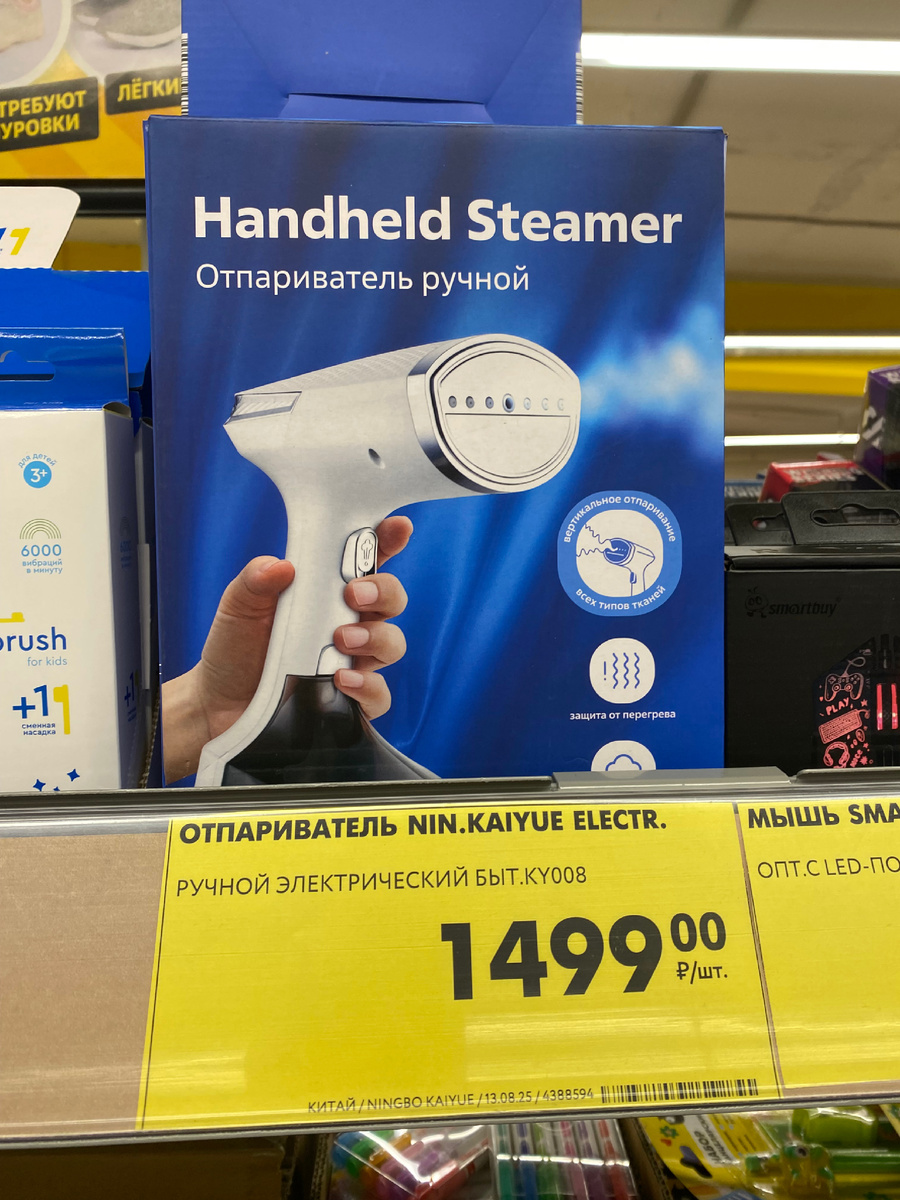 ТРЕБУЮТ
УРОВКИ
ЛЁГКИ
7
Handheld Steamer
Отпариватель ручной
вертикальное отпаривание
всех типов тканей
защита от перегрева
для детей
3+
6000
вибраций
в минуту
brush
for kids
+1
сменная
насадка
smartbuy
PLAY
ОТПАРИВАТЕЛЬ NIN.KAIYUE ELECTR.
РУЧНОЙ ЭЛЕКТРИЧЕСКИЙ БЫТ.KY008
1499 00
₽/шт.
КИТАЙ / NINGBO KAIYUE / 13.08.25 / 4388594
МЫШЬ SMA
ОПТ.С LED-ПО